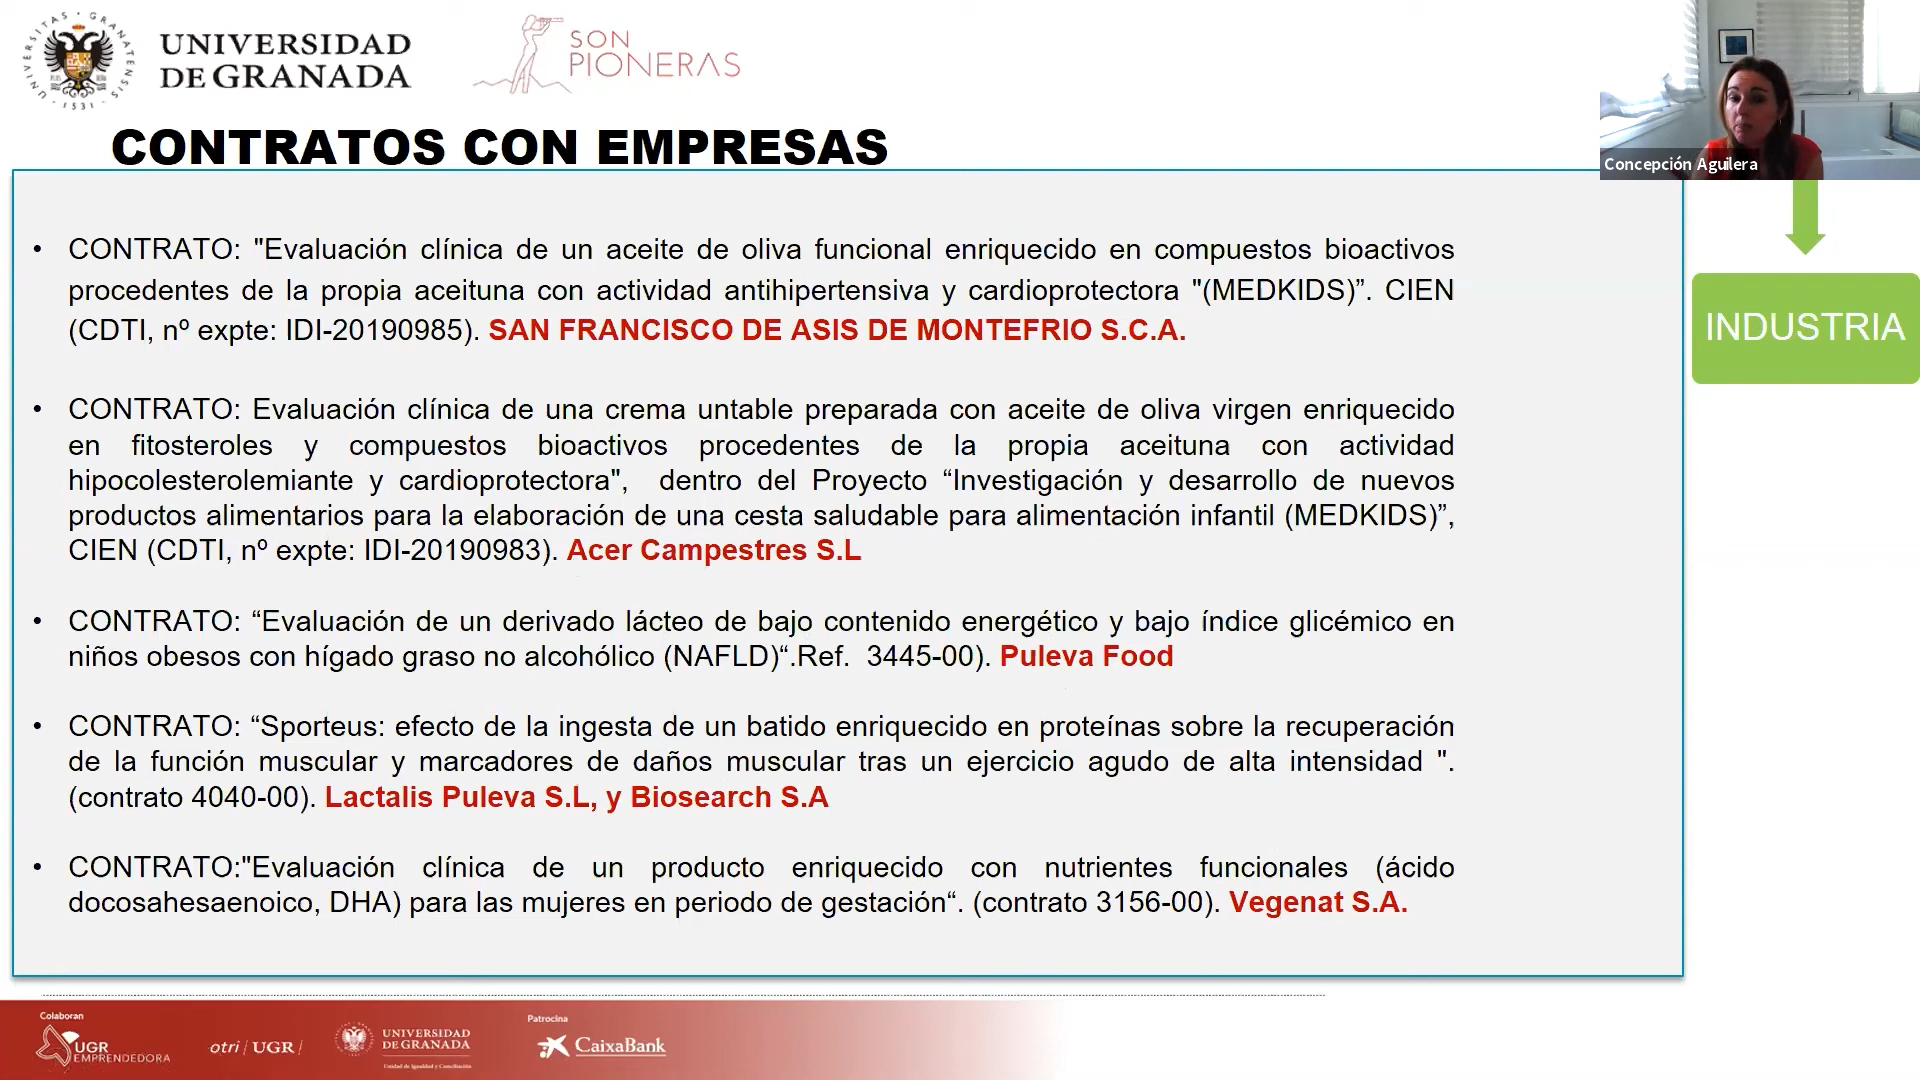 UNIVERSITAS GRANATENSIS
1531
UNIVERSIDAD
DE GRANADA
SON
PIONERAS
Concepción Aguilera
CONTRATOS CON EMPRESAS
INDUSTRIA
• CONTRATO: "Evaluación clínica de un aceite de oliva funcional enriquecido en compuestos bioactivos
procedentes de la propia aceituna con actividad antihipertensiva y cardioprotectora "(MEDKIDS)”. CIEN
(CDTI, nº expte: IDI-20190985). SAN FRANCISCO DE ASIS DE MONTEFRIO S.C.A.
• CONTRATO: Evaluación clínica de una crema untable preparada con aceite de oliva virgen enriquecido
en fitosteroles y compuestos bioactivos procedentes de la propia aceituna con actividad
hipocolesterolemiante y cardioprotectora", dentro del Proyecto “Investigación y desarrollo de nuevos
productos alimentarios para la elaboración de una cesta saludable para alimentación infantil (MEDKIDS)”,
CIEN (CDTI, nº expte: IDI-20190983). Acer Campestres S.L
• CONTRATO: “Evaluación de un derivado lácteo de bajo contenido energético y bajo índice glicémico en
niños obesos con hígado graso no alcohólico (NAFLD)“.Ref. 3445-00). Puleva Food
• CONTRATO: “Sporteus: efecto de la ingesta de un batido enriquecido en proteínas sobre la recuperación
de la función muscular y marcadores de daños muscular tras un ejercicio agudo de alta intensidad ".
(contrato 4040-00). Lactalis Puleva S.L, y Biosearch S.A
• CONTRATO:"Evaluación clínica de un producto enriquecido con nutrientes funcionales (ácido
docosahesaenoico, DHA) para las mujeres en periodo de gestación“. (contrato 3156-00). Vegenat S.A.
Colaboran
UGR
EMPRENDEDORA
otri/UGR/
UNIVERSIDAD
DE GRANADA
Unidad de Igualdad y Conciliación
Patrocina
CaixaBank